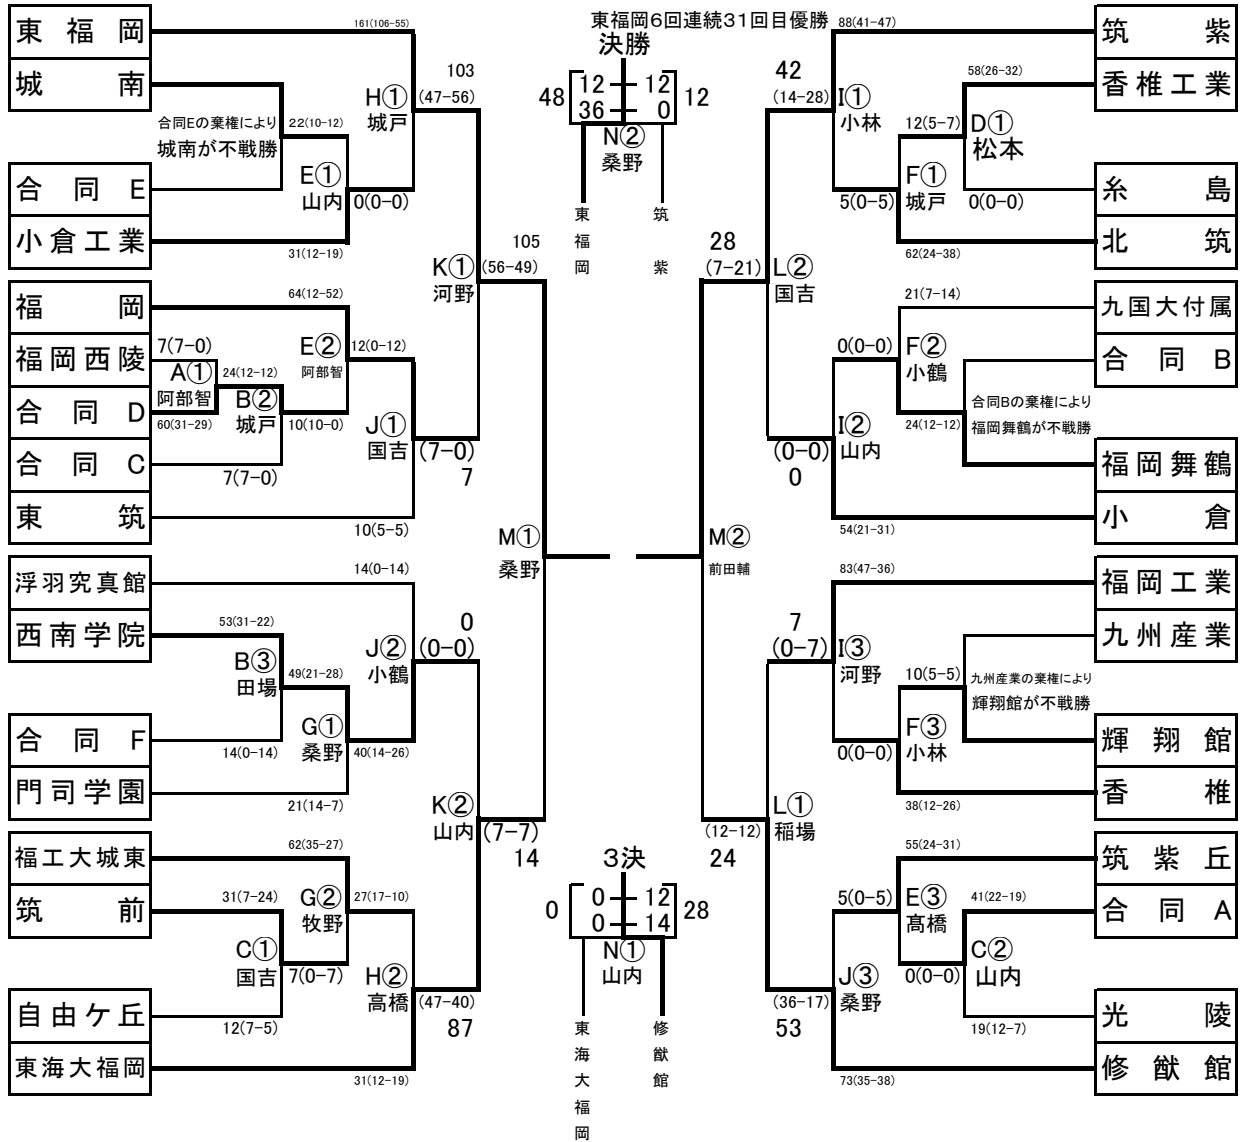 東福岡6回連続31回目優勝
決勝
48
12
12
36
0
12
N②
桑野
東福岡
筑紫
東福岡
城南
合同E
小倉工業
福岡
福岡西陵
合同D
合同C
東筑
浮羽究真館
西南学院
合同F
門司学園
福工大城東
筑前
自由ケ丘
東海大福岡
161(106-55)
合同Eの棄権により
城南が不戦勝
22(10-12)
E①
山内
0(0-0)
31(12-19)
H①
城戸
103
(47-56)
64(12-52)
7(7-0)
A①
阿部智
60(31-29)
24(12-12)
B②
城戸
7(7-0)
10(10-0)
E②
阿部智
12(0-12)
J①
国吉
10(5-5)
(7-0)
7
K①
河野
105
(56-49)
M①
桑野
14(0-14)
53(31-22)
B③
田場
14(0-14)
49(21-28)
G①
桑野
21(14-7)
40(14-26)
J②
小鶴
0
(0-0)
62(35-27)
31(7-24)
C①
国吉
12(7-5)
7(0-7)
G②
牧野
27(17-10)
H②
高橋
31(12-19)
(47-40)
87
K②
山内
(7-7)
14
3決
0
0
12
0
14
28
N①
山内
東海大福岡
修猷館
88(41-47)
42
(14-28)
I①
小林
58(26-32)
D①
松本
0(0-0)
12(5-7)
F①
城戸
5(0-5)
62(24-38)
28
(7-21)
L②
国吉
21(7-14)
0(0-0)
F②
小鶴
合同Bの棄権により
福岡舞鶴が不戦勝
24(12-12)
I②
山内
(0-0)
0
54(21-31)
M②
前田輔
83(47-36)
7
(0-7)
I③
河野
10(5-5)
九州産業の棄権により
輝翔館が不戦勝
F③
小林
0(0-0)
38(12-26)
L①
稲場
(12-12)
24
55(24-31)
5(0-5)
E③
髙橋
41(22-19)
C②
山内
0(0-0)
19(12-7)
J③
桑野
(36-17)
53
73(35-38)
筑紫
香椎工業
糸島
北筑
九国大付属
合同B
福岡舞鶴
小倉
福岡工業
九州産業
輝翔館
香椎
筑紫丘
合同A
光陵
修猷館